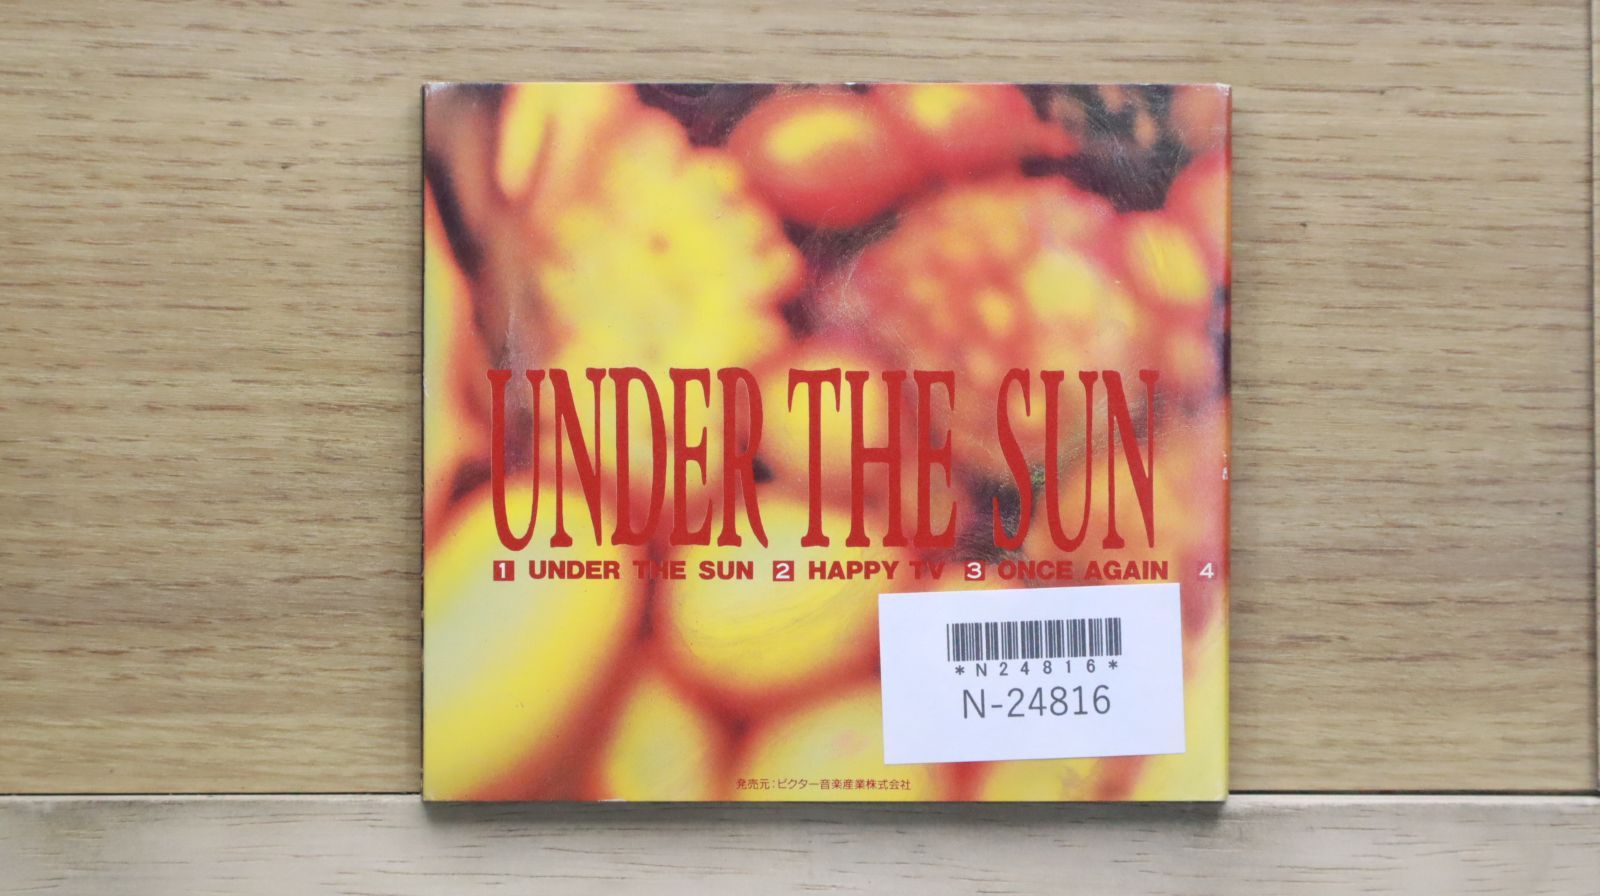 UNDER THE SUN
1 UNDER THE SUN 2 HAPPY TV 3 ONCE AGAIN 4
*N24816*
N-24816
発売元:ビクター音楽産業株式会社